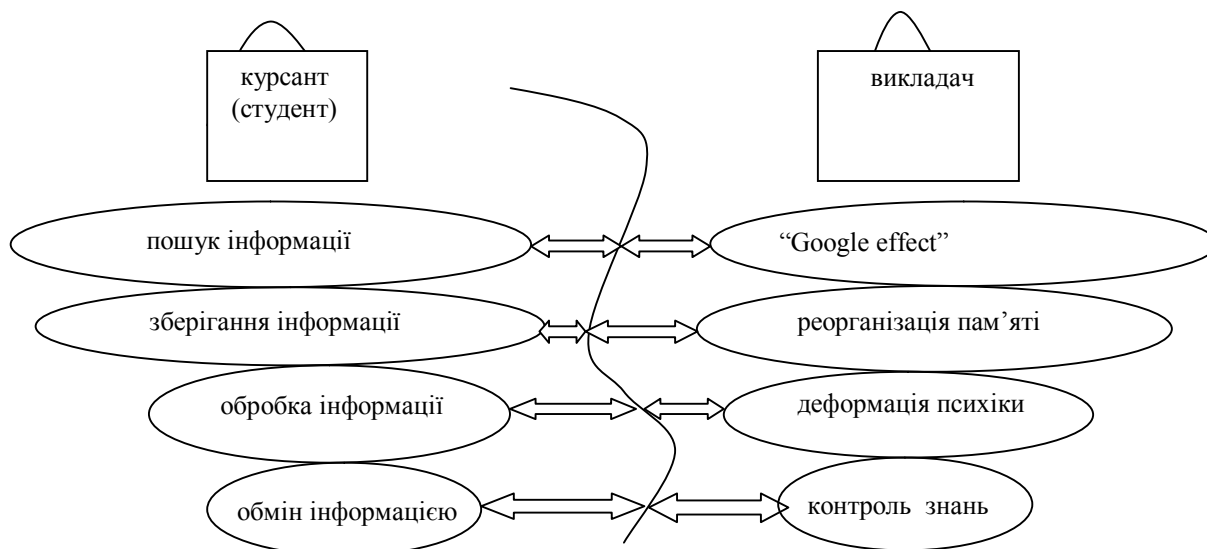 курсант
(студент)
викладач
пошук інформації
“Google effect”
зберігання інформації
реорганізація пам’яті
обробка інформації
деформація психіки
обмін інформацією
контроль знань